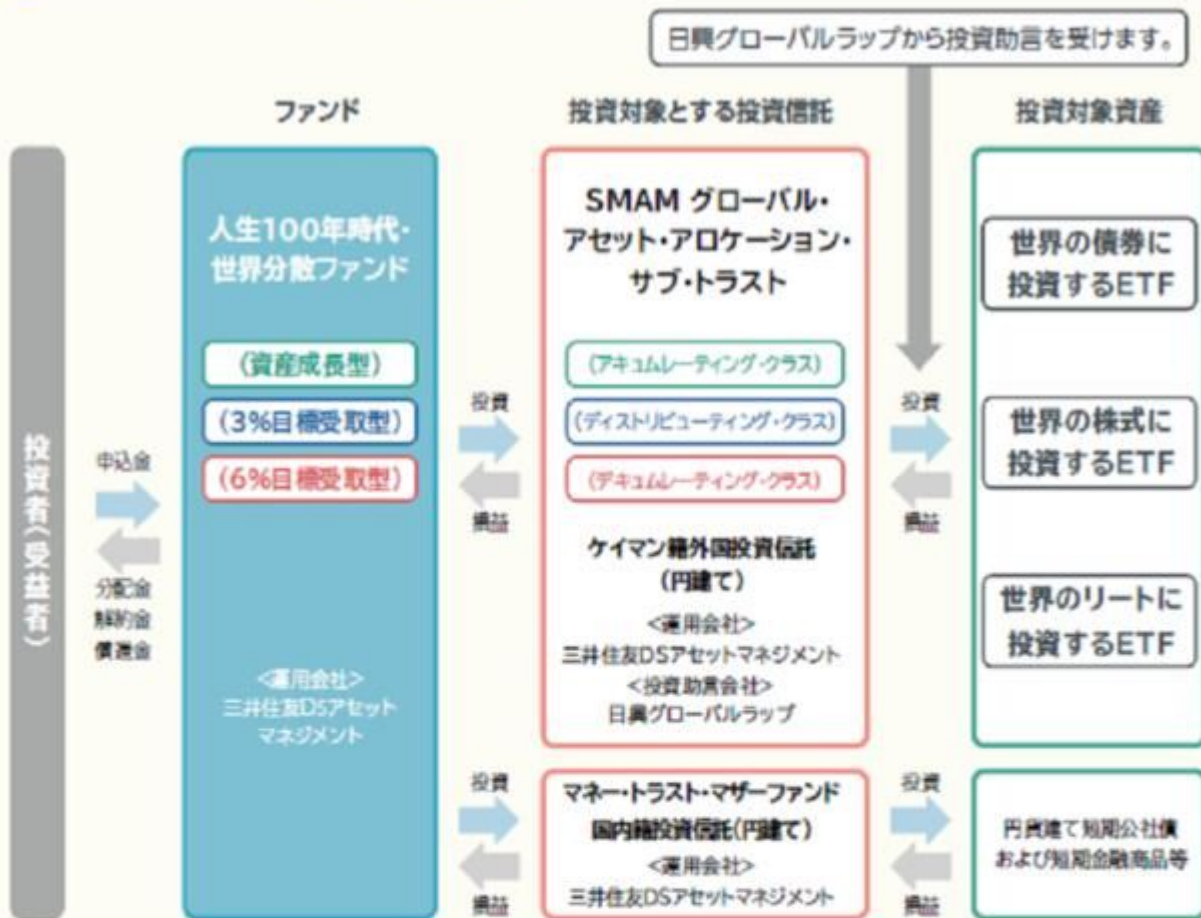 日興グローバルラップから投資助言を受けます。
ファンド
投資対象とする投資信託
投資対象資産
投資者(受益者)
申込金
分配金
解約金
償還金
人生100年時代・
世界分散ファンド
(資産成長型)
(3%目標受取型)
(6%目標受取型)
<運用会社>
三井住友DSアセット
マネジメント
投資
損益
SMAM グローバル・
アセット・アロケーション・
サブ・トラスト
(アキュムレーティング・クラス)
(ディストリビューティング・クラス)
(デキュムレーティング・クラス)
ケイマン籍外国投資信託
(円建て)
<運用会社>
三井住友DSアセットマネジメント
<投資助言会社>
日興グローバルラップ
投資
損益
世界の債券に
投資するETF
世界の株式に
投資するETF
世界のリートに
投資するETF
投資
損益
マネー・トラスト・マザーファンド
国内籍投資信託(円建て)
<運用会社>
三井住友DSアセットマネジメント
投資
損益
円貨建て短期公社債
および短期金融商品等